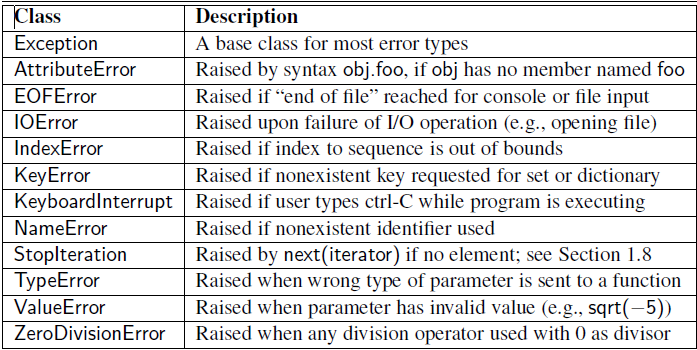 Class Description
Exception A base class for most error types
AttributeError Raised by syntax obj.foo, if obj has no member named foo
EOFError Raised if “end of file” reached for console or file input
IOError Raised upon failure of I/O operation (e.g., opening file)
IndexError Raised if index to sequence is out of bounds
KeyError Raised if nonexistent key requested for set or dictionary
KeyboardInterrupt Raised if user types ctrl-C while program is executing
NameError Raised if nonexistent identifier used
StopIteration Raised by next(iterator) if no element; see Section 1.8
TypeError Raised when wrong type of parameter is sent to a function
ValueError Raised when parameter has invalid value (e.g., sqrt(−5))
ZeroDivisionError Raised when any division operator used with 0 as divisor